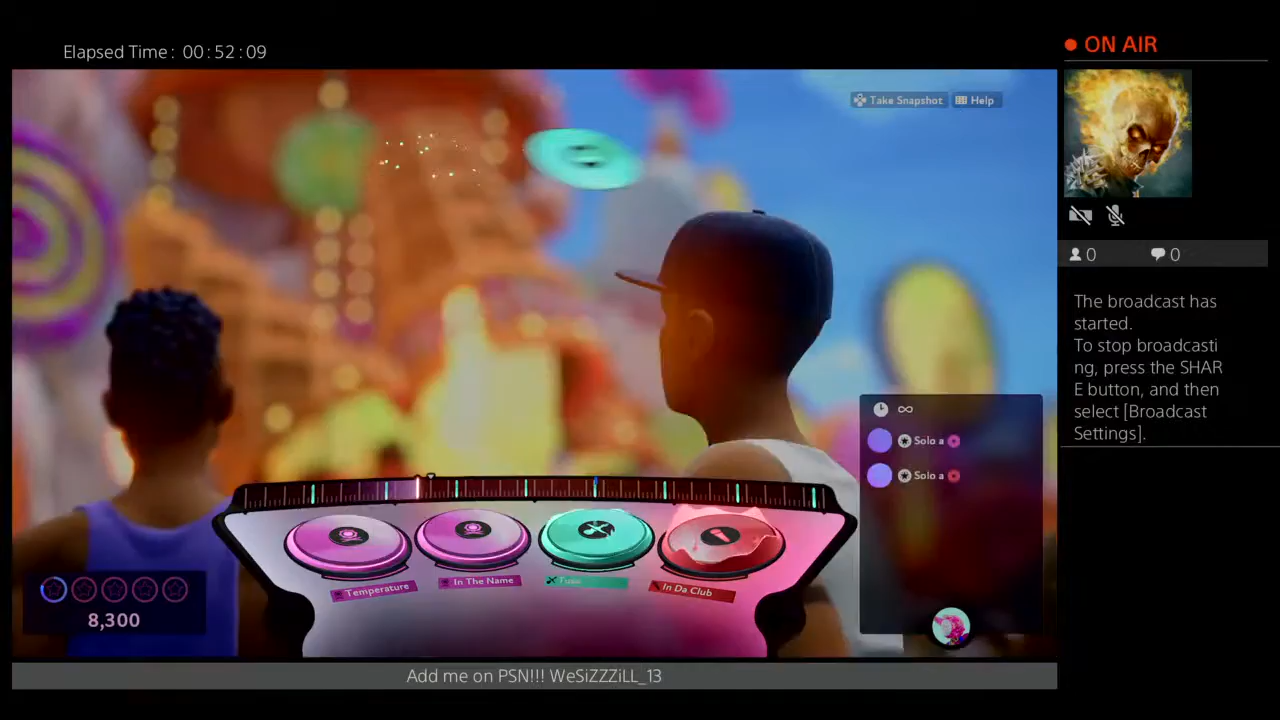 Elapsed Time: 00:52:09
ON AIR
Take Snapshot
Help
0
0
The broadcast has
started.
To stop broadcasti
ng, press the SHAR
E button, and then
select [Broadcast
Settings].
∞
Solo a
Solo a
Temperature
In The Name
In Da Club
8,300
Add me on PSN!!! WeSiZZZiLL_13